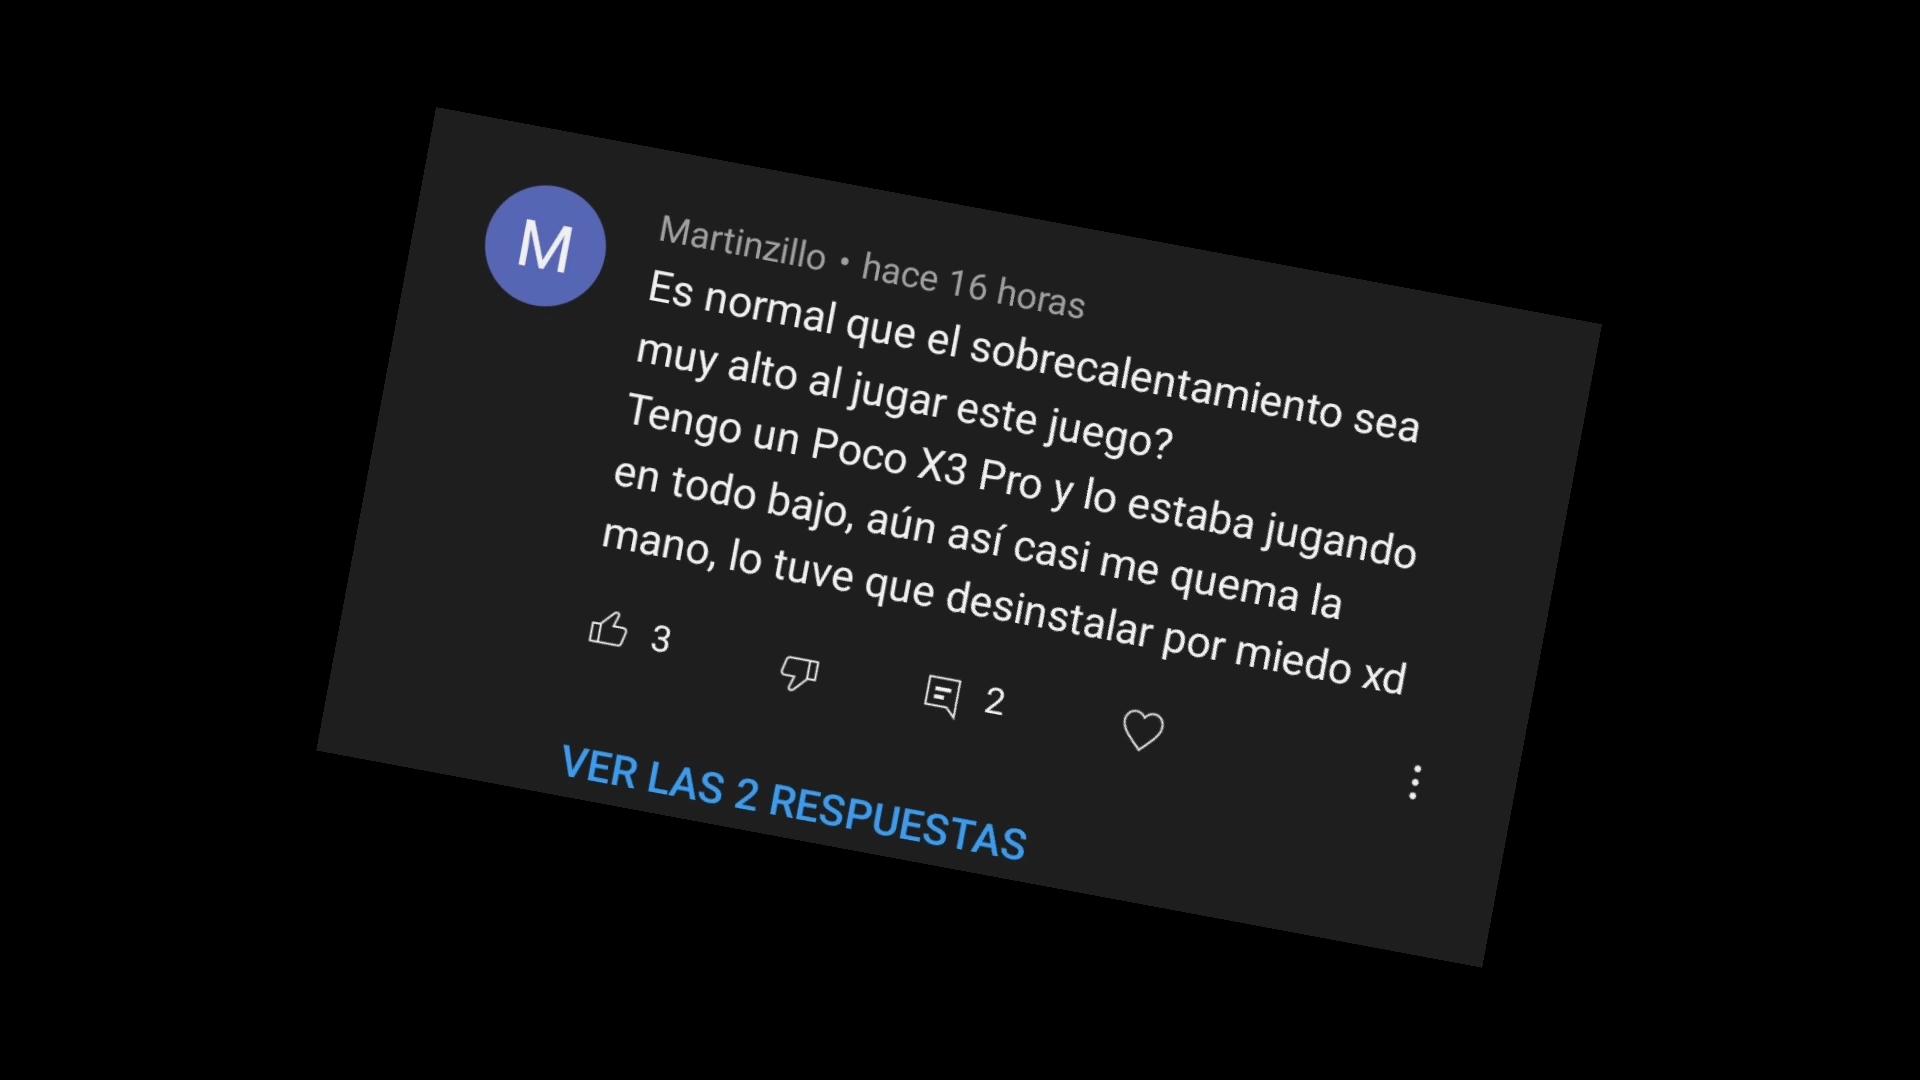 M
Martinzillo • hace 16 horas
Es normal que el sobrecalentamiento sea
muy alto al jugar este juego?
Tengo un Poco X3 Pro y lo estaba jugando
en todo bajo, aún así casi me quema la
mano, lo tuve que desinstalar por miedo xd
3
2
VER LAS 2 RESPUESTAS